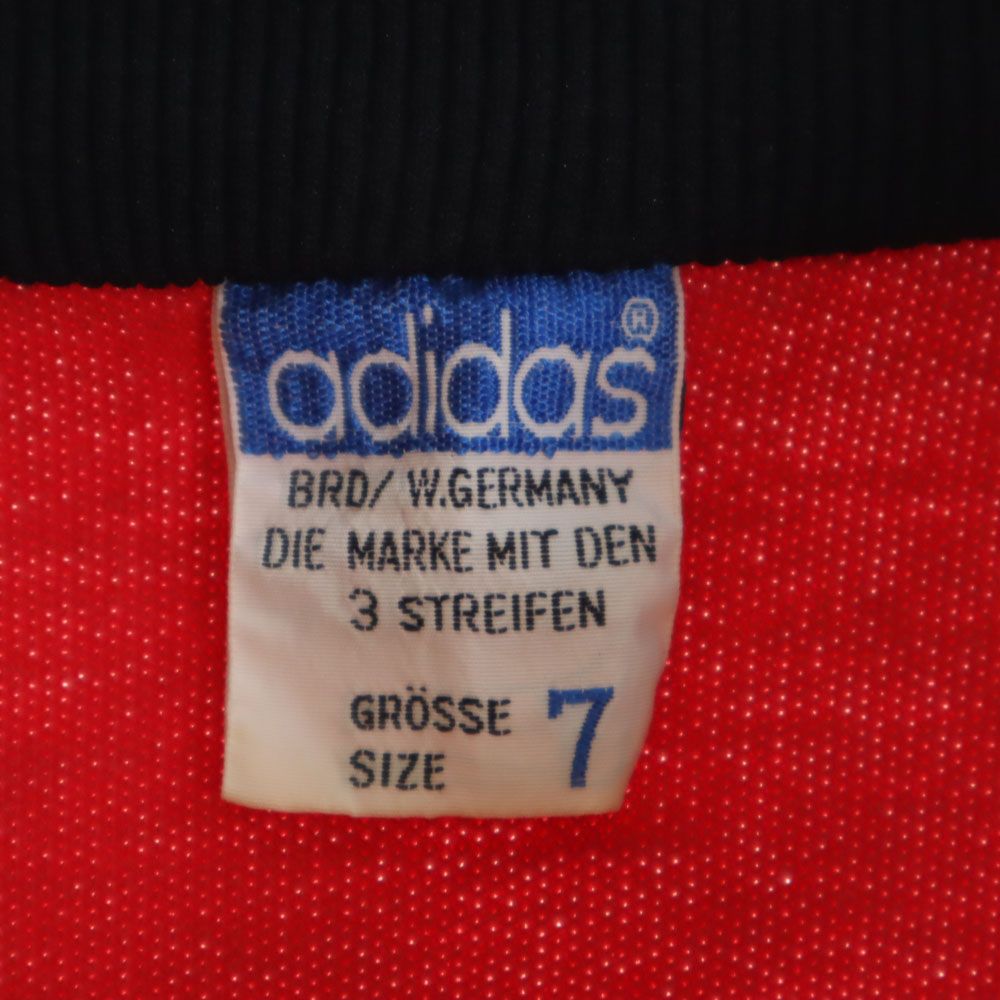 adidas®
BRD/ W.GERMANY
DIE MARKE MIT DEN
3 STREIFEN
GRÖSSE 7
SIZE